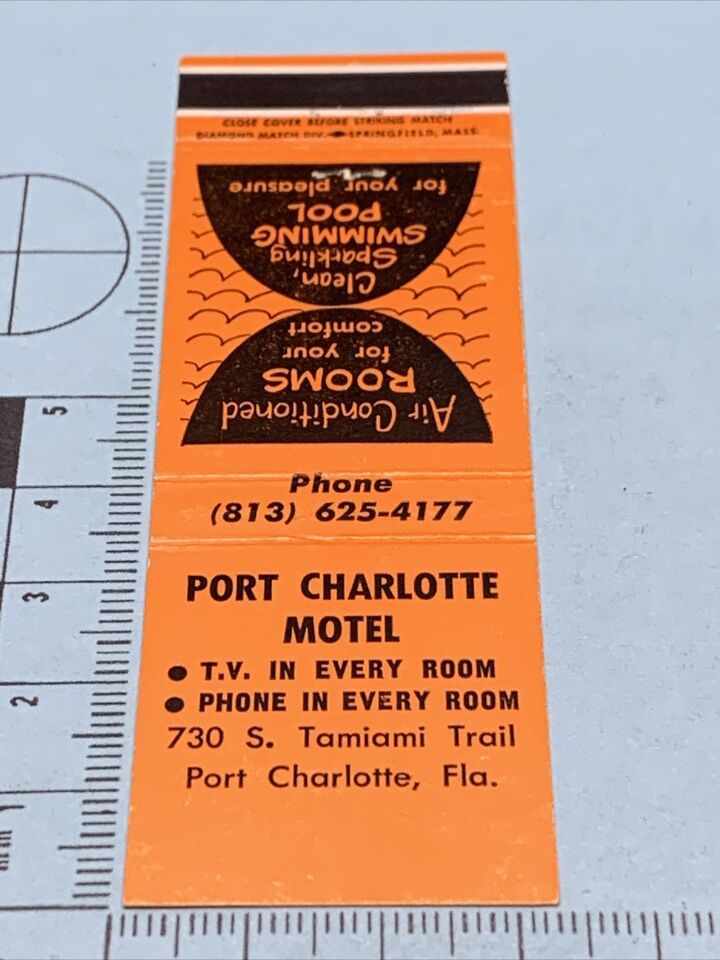 CLOSE COVER BEFORE STRIKING MATCH
DIAMOND MATCH DIV. SPRINGFIELD, MASS.
Air Conditioned
ROOMS
for your
comfort
Clean,
Sparkling
SWIMMING
POOL
for your pleasure
Phone
(813) 625-4177
PORT CHARLOTTE
MOTEL
• T.V. IN EVERY ROOM
• PHONE IN EVERY ROOM
730 S. Tamiami Trail
Port Charlotte, Fla.
5
4
3
2
1